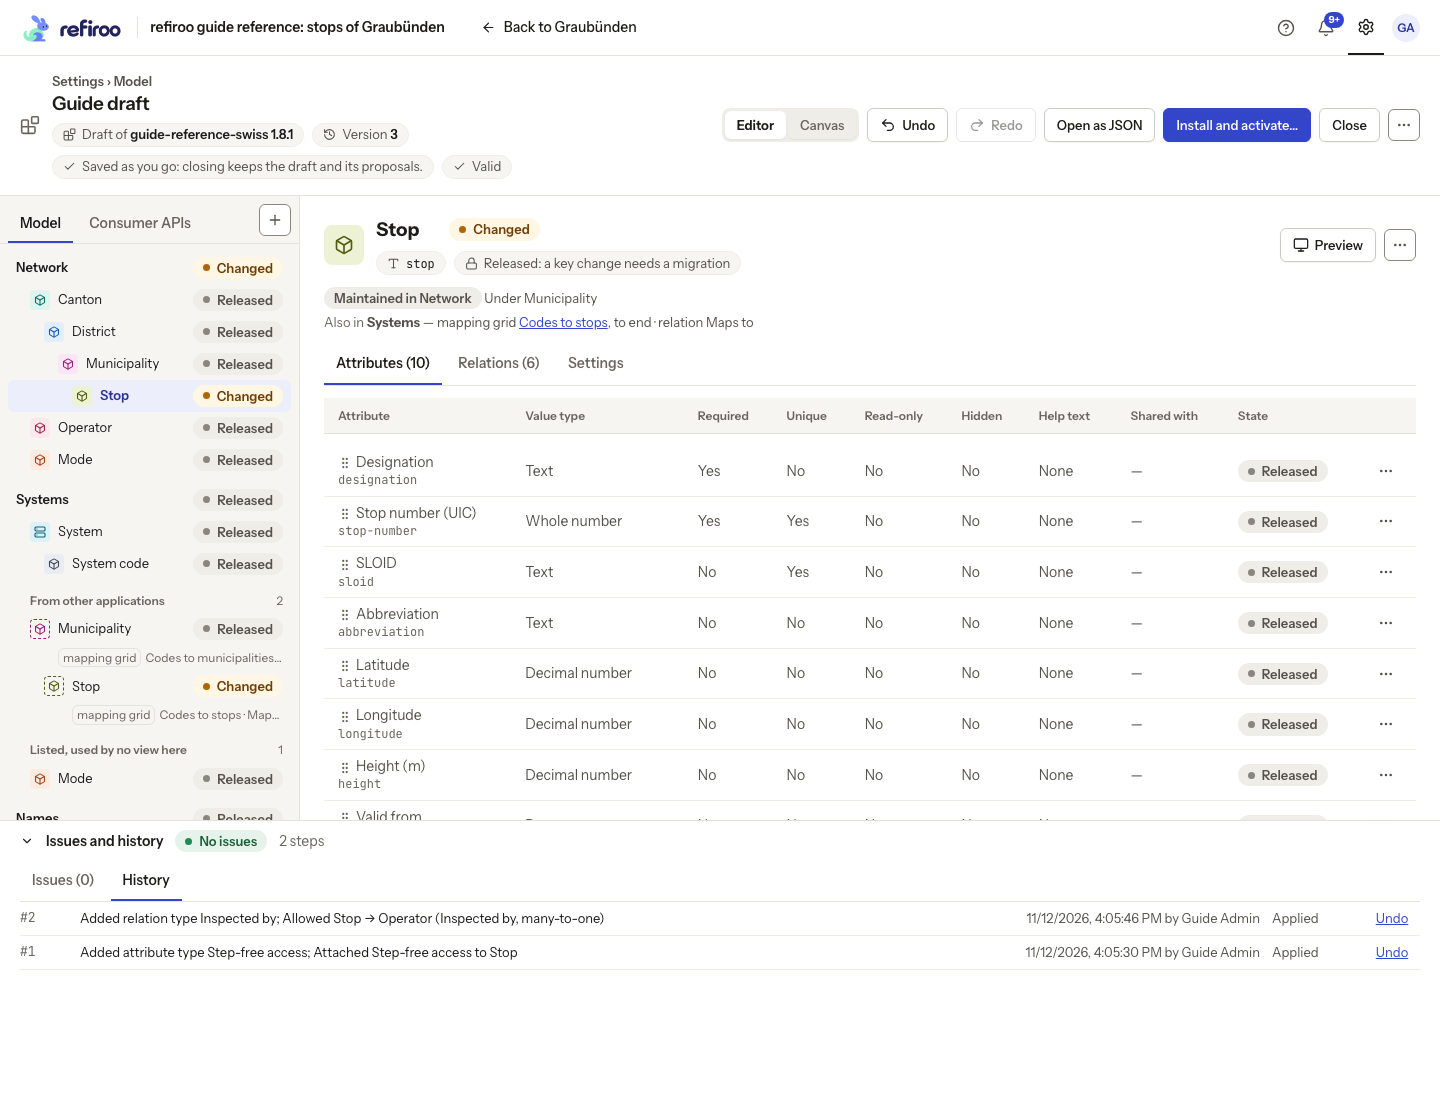 refiroo
refiroo guide reference: stops of Graubünden
← Back to Graubünden
9+
GA
Settings › Model
Guide draft
Draft of guide-reference-swiss 1.8.1
Version 3
Saved as you go: closing keeps the draft and its proposals.
Valid
Editor
Canvas
Undo
Redo
Open as JSON
Install and activate...
Close
Model
Consumer APIs
Network Changed
Canton Released
District Released
Municipality Released
Stop Changed
Operator Released
Mode Released
Systems Released
System Released
System code Released
From other applications 2
Municipality Released
mapping grid Codes to municipalities...
Stop Changed
mapping grid Codes to stops · Map...
Listed, used by no view here 1
Mode Released
Names Released
Stop
Changed
stop
Released: a key change needs a migration
Preview
Maintained in Network Under Municipality
Also in Systems — mapping grid Codes to stops, to end · relation Maps to
Attributes (10)
Relations (6)
Settings
Attribute Value type Required Unique Read-only Hidden Help text Shared with State
Designation
designation
Text Yes No No No None — Released
Stop number (UIC)
stop-number
Whole number Yes Yes No No None — Released
SLOID
sloid
Text No Yes No No None — Released
Abbreviation
abbreviation
Text No No No No None — Released
Latitude
latitude
Decimal number No No No No None — Released
Longitude
longitude
Decimal number No No No No None — Released
Height (m)
height
Decimal number No No No No None — Released
Valid from
Issues and history
No issues
2 steps
Issues (0)
History
#2 Added relation type Inspected by; Allowed Stop → Operator (Inspected by, many-to-one) 11/12/2026, 4:05:46 PM by Guide Admin Applied Undo
#1 Added attribute type Step-free access; Attached Step-free access to Stop 11/12/2026, 4:05:30 PM by Guide Admin Applied Undo